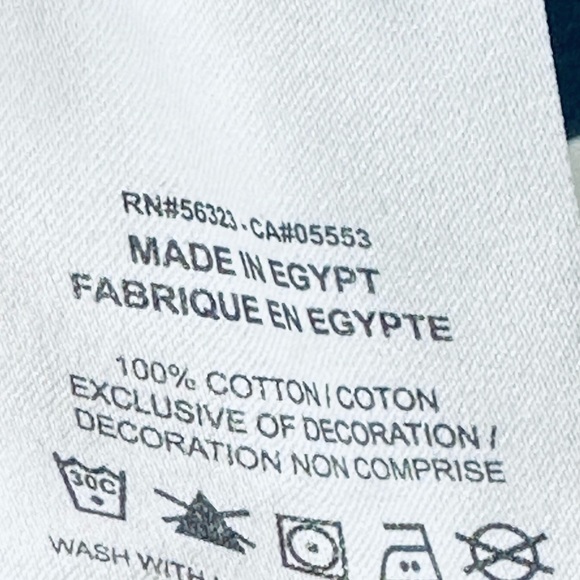 RN#56323 - CA#05553
MADE IN EGYPT
FABRIQUE EN EGYPTE
100% COTTON / COTON
EXCLUSIVE OF DECORATION /
DECORATION NON COMPRISE
30C
WASH WITH